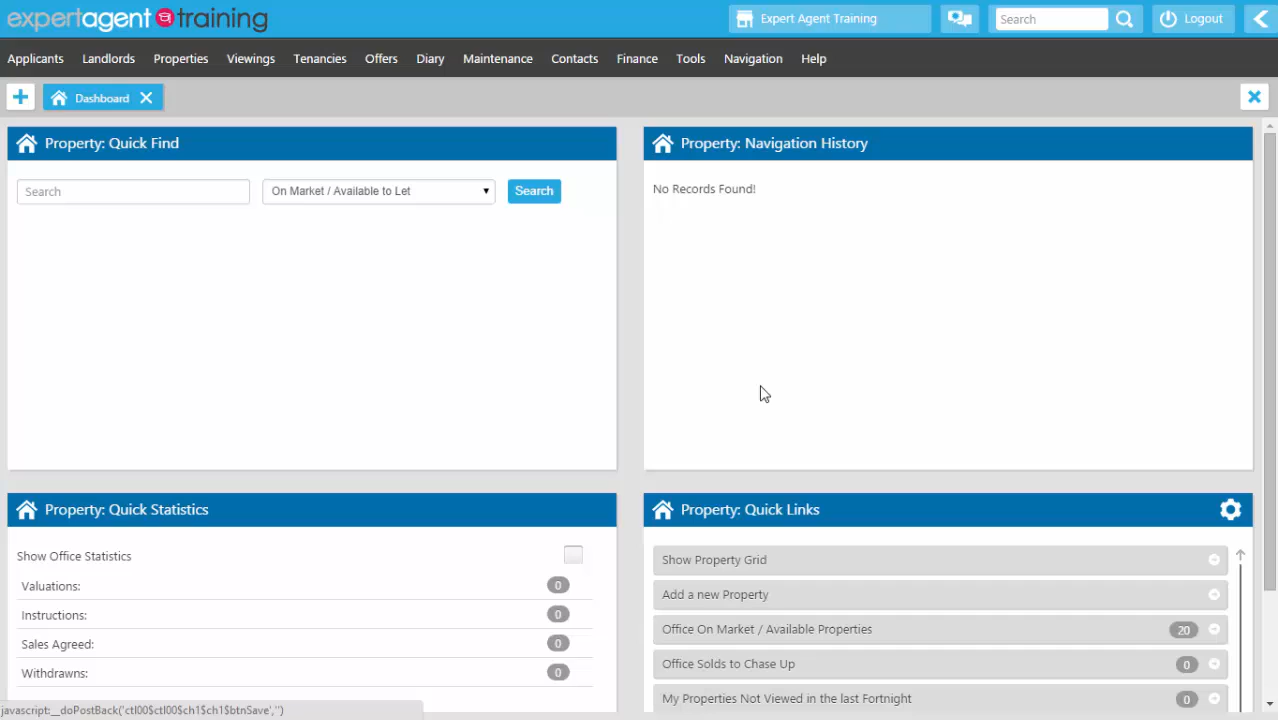 expertagent training
Expert Agent Training
Search
Logout
Applicants Landlords Properties Viewings Tenancies Offers Diary Maintenance Contacts Finance Tools Navigation Help
Dashboard
Property: Quick Find
Search
On Market / Available to Let
Search
Property: Navigation History
No Records Found!
Property: Quick Statistics
Show Office Statistics
Valuations: 0
Instructions: 0
Sales Agreed: 0
Withdrawns: 0
Property: Quick Links
Show Property Grid
Add a new Property
Office On Market / Available Properties 20
Office Solds to Chase Up 0
My Properties Not Viewed in the last Fortnight 0
javascript:__doPostBack('ctl00$ctl00$ch1$ch1$btnSave','')